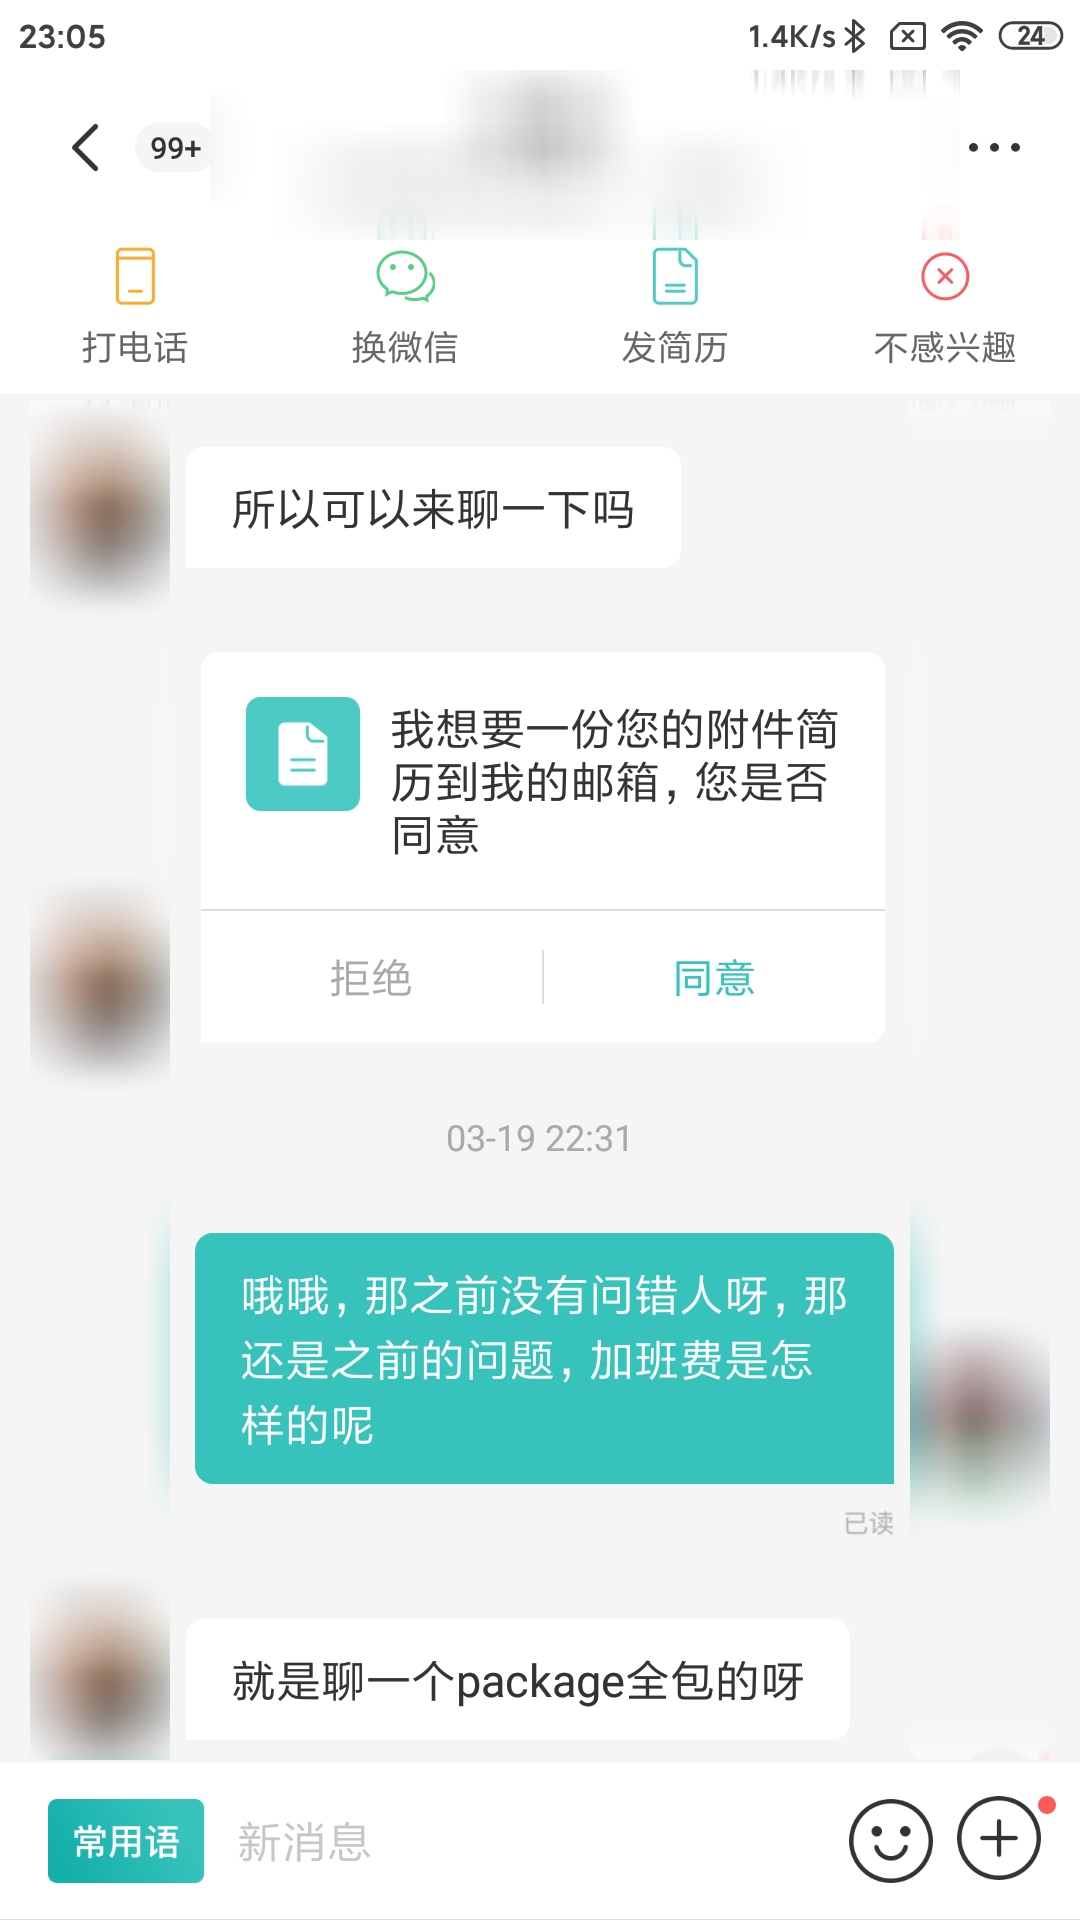 23:05
1.4K/s
24
99+
打电话
换微信
发简历
不感兴趣
所以可以来聊一下吗
我想要一份您的附件简
历到我的邮箱，您是否
同意
拒绝
同意
03-19 22:31
哦哦，那之前没有问错人呀，那
还是之前的问题，加班费是怎
样的呢
已读
就是聊一个package全包的呀
常用语
新消息